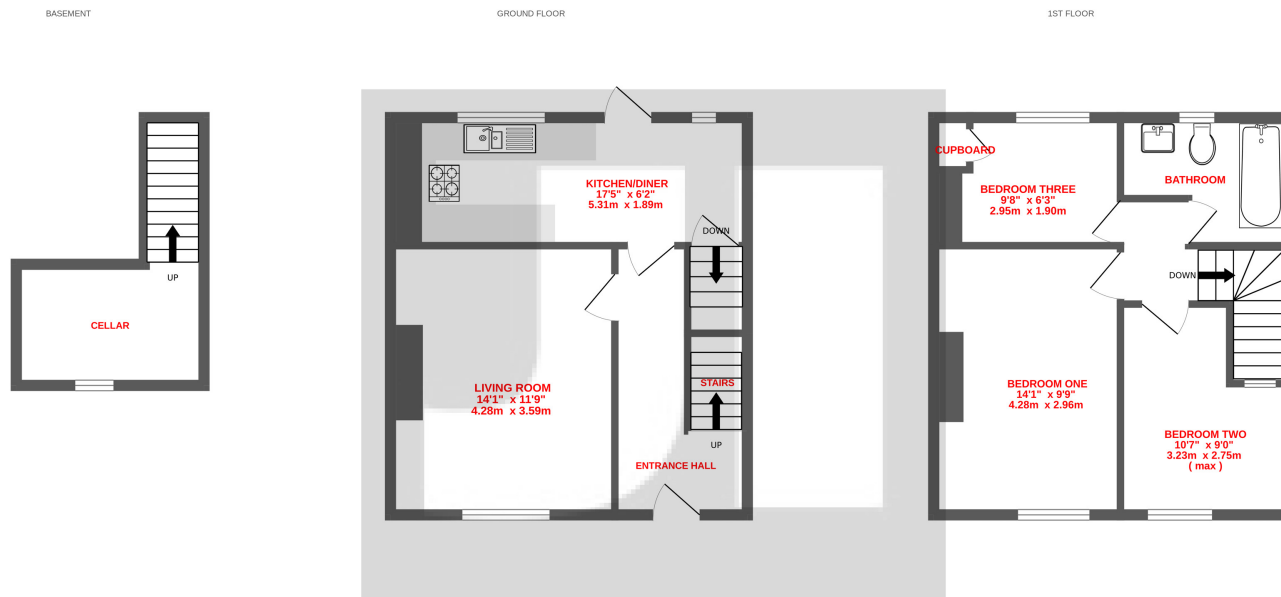 BASEMENT
GROUND FLOOR
1ST FLOOR
UP
CELLAR
KITCHEN/DINER
17'5" x 6'2"
5.31m x 1.89m
DOWN
LIVING ROOM
14'1" x 11'9"
4.28m x 3.59m
STAIRS
UP
ENTRANCE HALL
CUPBOARD
BEDROOM THREE
9'8" x 6'3"
2.95m x 1.90m
BATHROOM
DOWN
BEDROOM ONE
14'1" x 9'9"
4.28m x 2.96m
BEDROOM TWO
10'7" x 9'0"
3.23m x 2.75m
( max )